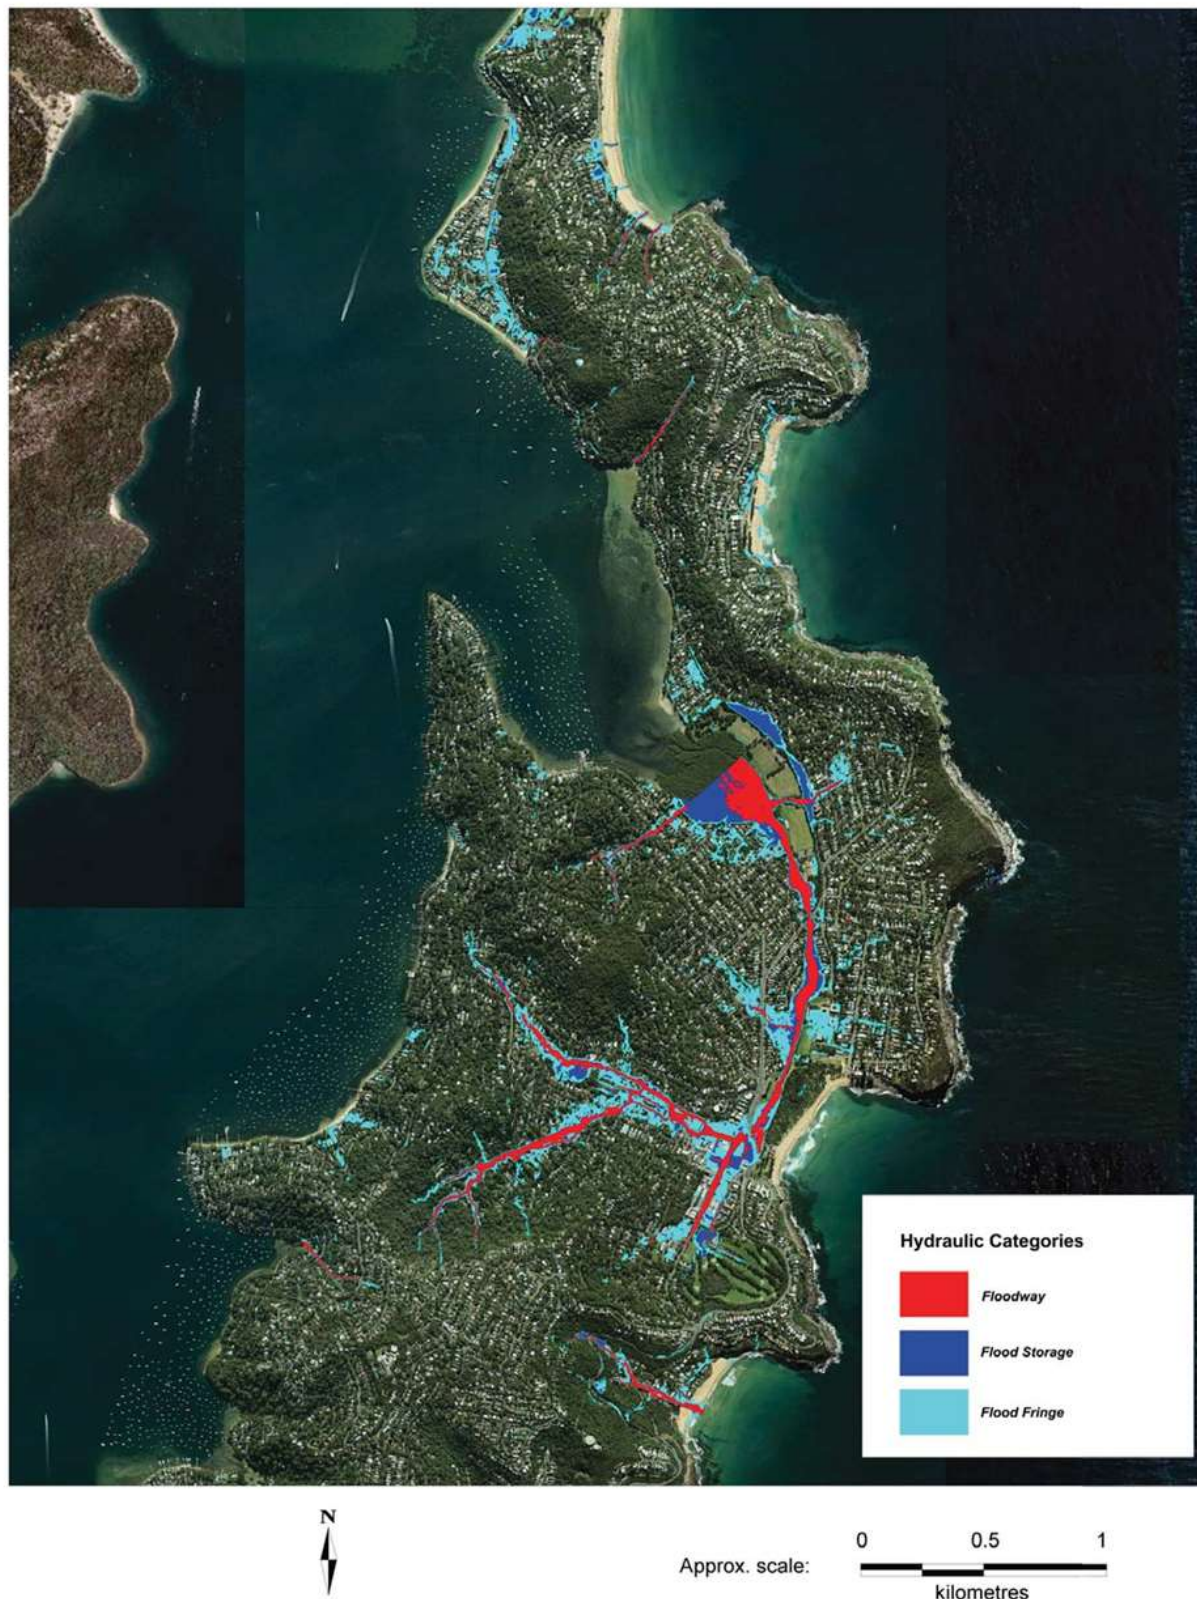 Hydraulic Categories
Floodway
Flood Storage
Flood Fringe
N
0 0.5 1
Approx. scale:
kilometres